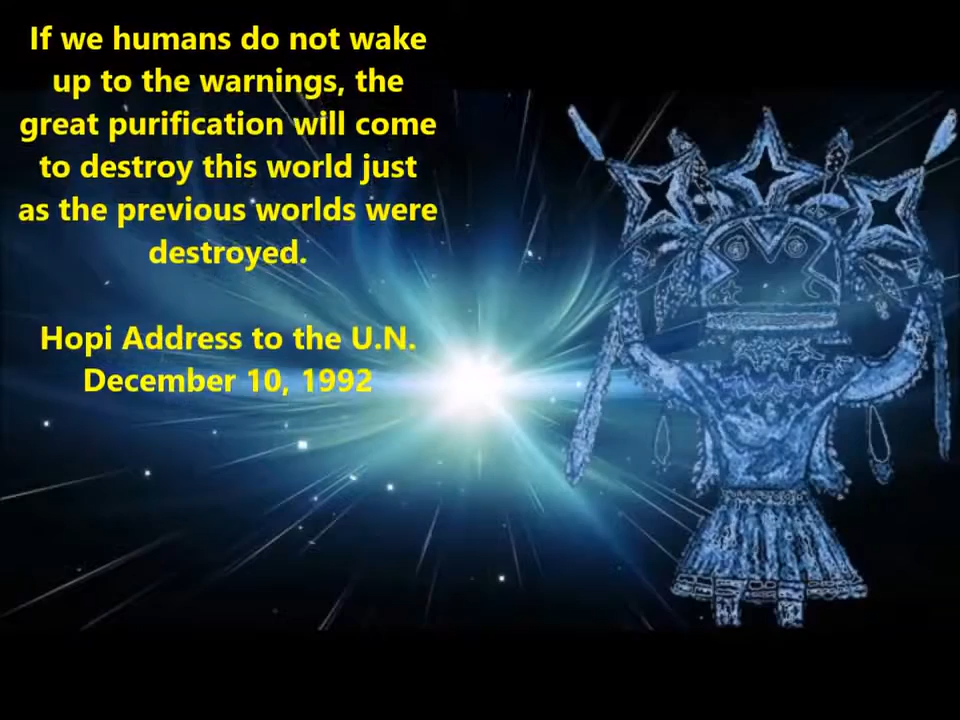 If we humans do not wake
up to the warnings, the
great purification will come
to destroy this world just
as the previous worlds were
destroyed.
Hopi Address to the U.N.
December 10, 1992